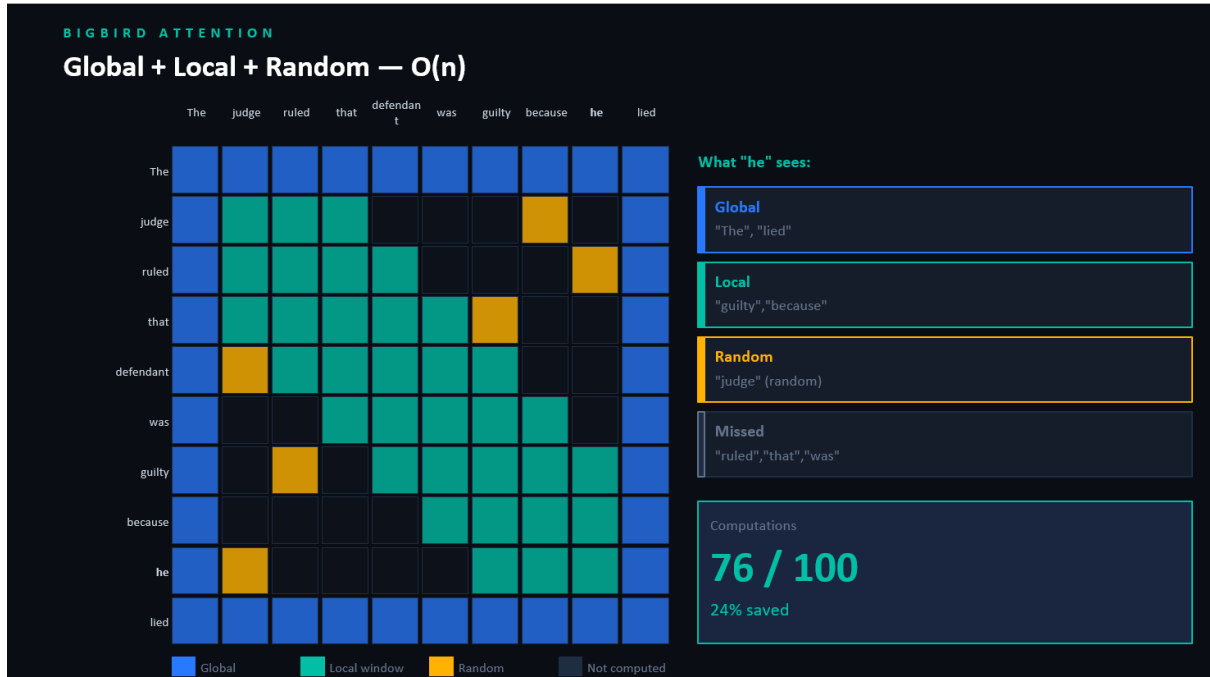 BIGBIRD ATTENTION
Global + Local + Random — O(n)
The judge ruled that defendan
t was guilty because he lied
The
judge
ruled
that
defendant
was
guilty
because
he
lied
Global
Local window
Random
Not computed
What "he" sees:
Global
"The", "lied"
Local
"guilty","because"
Random
"judge" (random)
Missed
"ruled","that","was"
Computations
76 / 100
24% saved